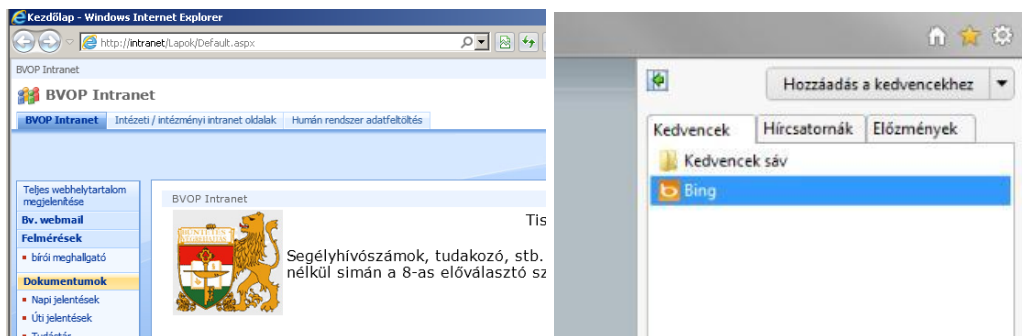 Kezdőlap - Windows Internet Explorer
http://intranet/Lapok/Default.aspx
BVOP Intranet
BVOP Intranet
BVOP Intranet Intézeti / intézményi intranet oldalak Humán rendszer adatfeltöltés
Teljes webhelytartalom
megjelenítése
Bv. webmail
Felmérések
bírói meghallgató
Dokumentumok
Napi jelentések
Úti jelentések
BVOP Intranet
Tis
Segélyhívószámok, tudakozó, stb.
nélkül simán a 8-as előválasztó sz
Hozzáadás a kedvencekhez
Kedvencek Hírcsatornák Előzmények
Kedvencek sáv
Bing